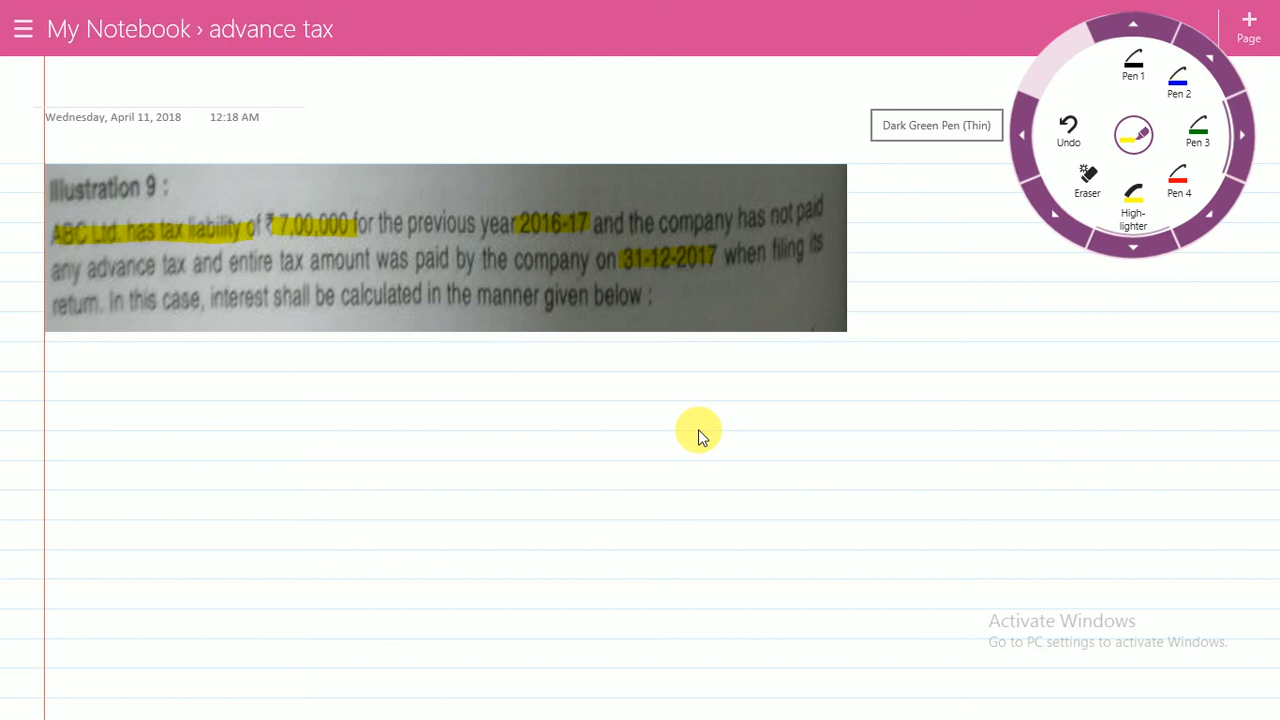 My Notebook › advance tax
Page
Wednesday, April 11, 2018 12:18 AM
Dark Green Pen (Thin)
Pen 1
Pen 2
Undo
Pen 3
Eraser
Pen 4
High-
lighter
Illustration 9 :
ABC Ltd. has tax liability of ₹ 7,00,000 for the previous year 2016-17 and the company has not paid
any advance tax and entire tax amount was paid by the company on 31-12-2017 when filing its
return. In this case, interest shall be calculated in the manner given below :
Activate Windows
Go to PC settings to activate Windows.